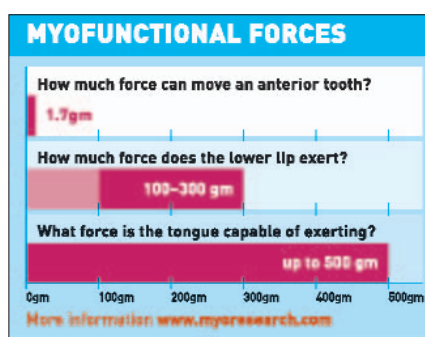 MYOFUNCTIONAL FORCES
How much force can move an anterior tooth?
1.7gm
How much force does the lower lip exert?
100–300 gm
What force is the tongue capable of exerting?
up to 500 gm
0gm 100gm 200gm 300gm 400gm 500gm
More information www.myoresearch.com